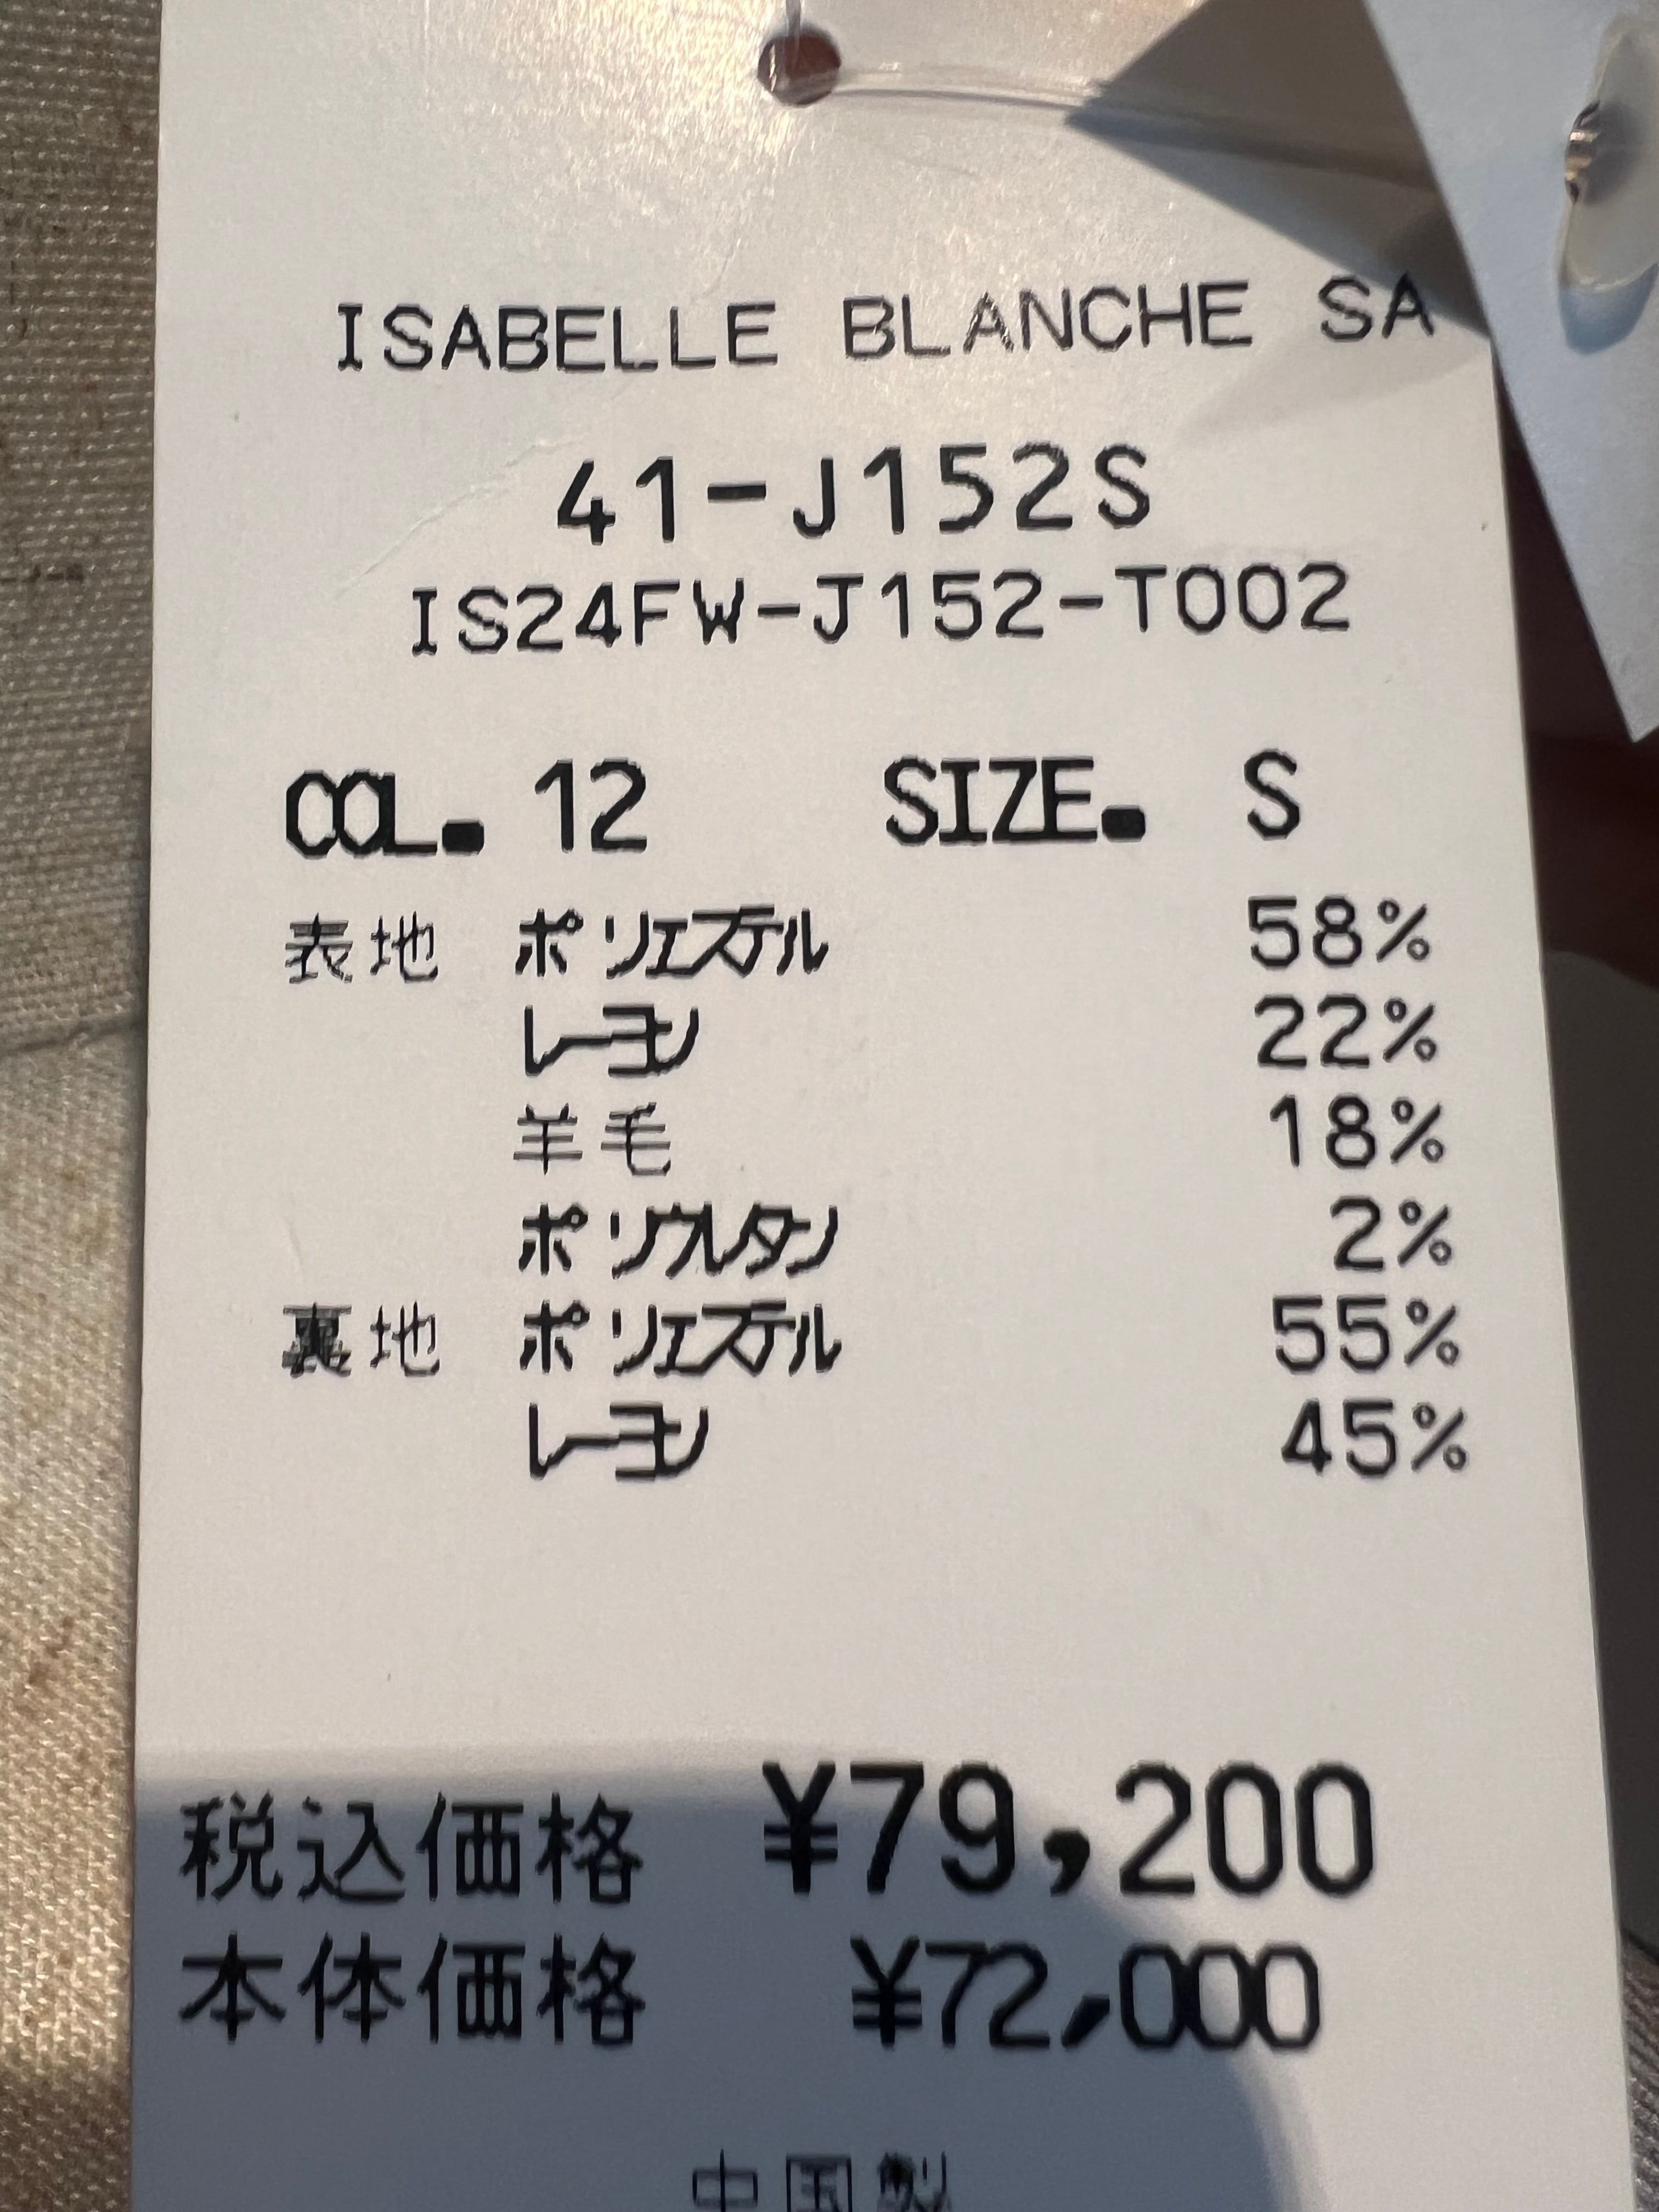 ISABELLE BLANCHE SA
41-J152S
IS24FW-J152-T002
COL. 12 SIZE. S
表地 ポリエステル 58%
レーヨン 22%
羊毛 18%
ポリウレタン 2%
裏地 ポリエステル 55%
レーヨン 45%
税込価格 ¥79,200
本体価格 ¥72,000
中国製